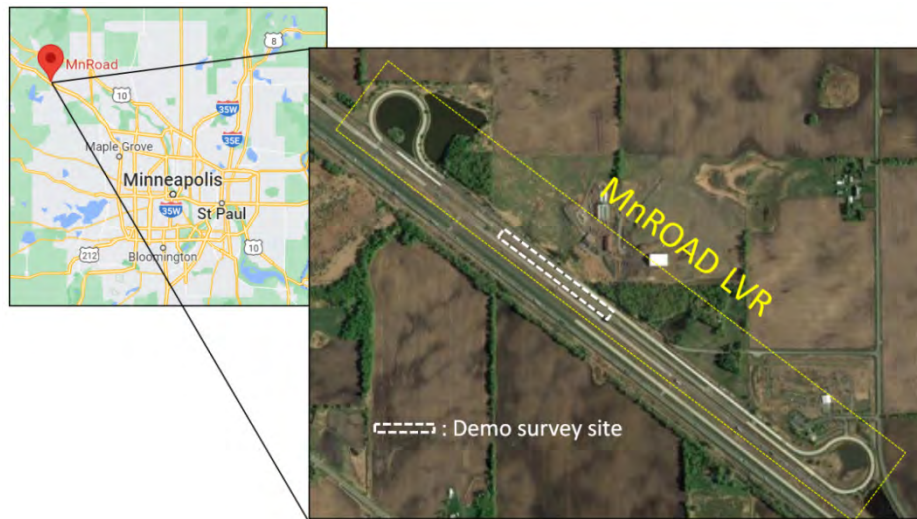 8
MnRoad
10
35W
35E
Maple Grove
Minneapolis
35W
St Paul
212
Bloomington
10
MnROAD LVR
: Demo survey site